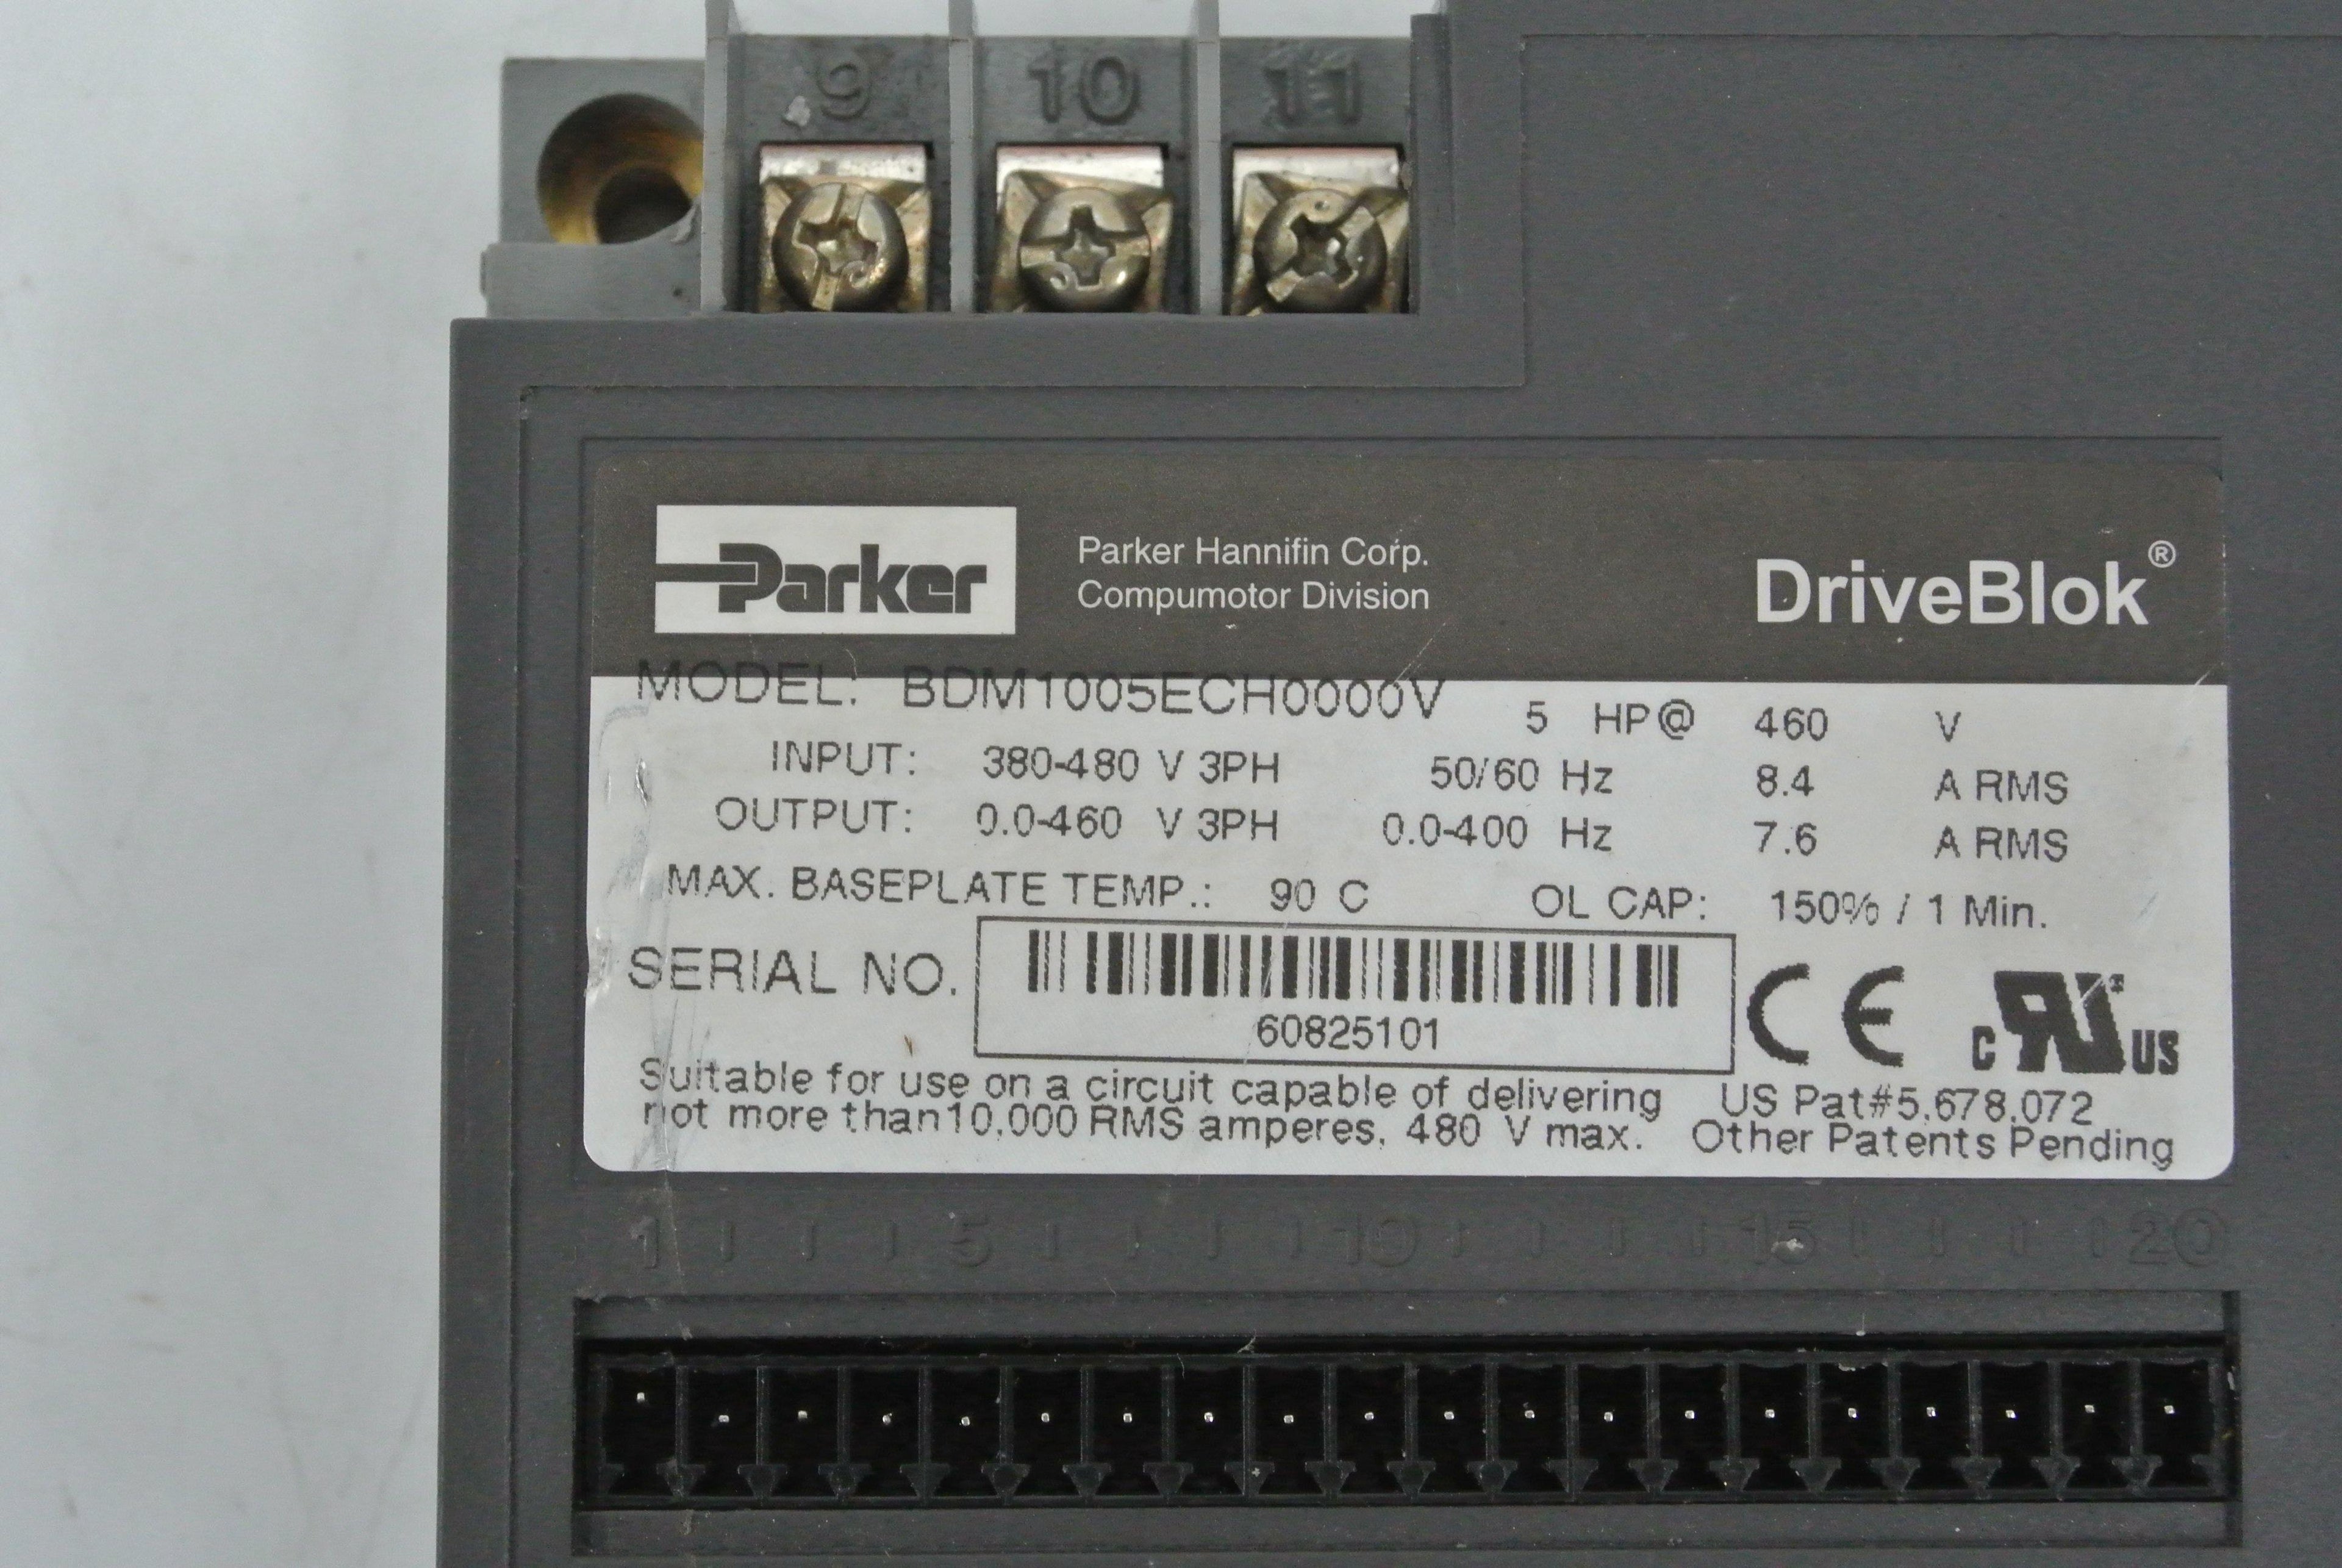 9 10 11
Parker
Parker Hannifin Corp.
Compumotor Division
DriveBlok®
MODEL: BDM1005ECH0000V 5 HP@ 460 V
INPUT: 380-480 V 3PH 50/60 Hz 8.4 A RMS
OUTPUT: 0.0-460 V 3PH 0.0-400 Hz 7.6 A RMS
MAX. BASEPLATE TEMP.: 90 C OL CAP: 150% / 1 Min.
SERIAL NO.
60825101
CE c RU US
Suitable for use on a circuit capable of delivering
not more than 10,000 RMS amperes, 480 V max.
US Pat#5,678,072
Other Patents Pending
1 5 10 15 20